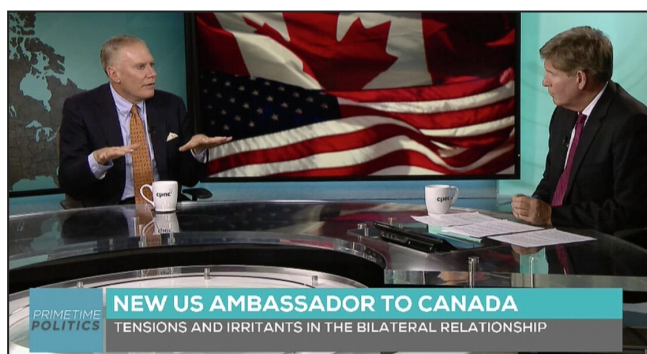 cpac
cpac
PRIMETIME
POLITICS
NEW US AMBASSADOR TO CANADA
TENSIONS AND IRRITANTS IN THE BILATERAL RELATIONSHIP